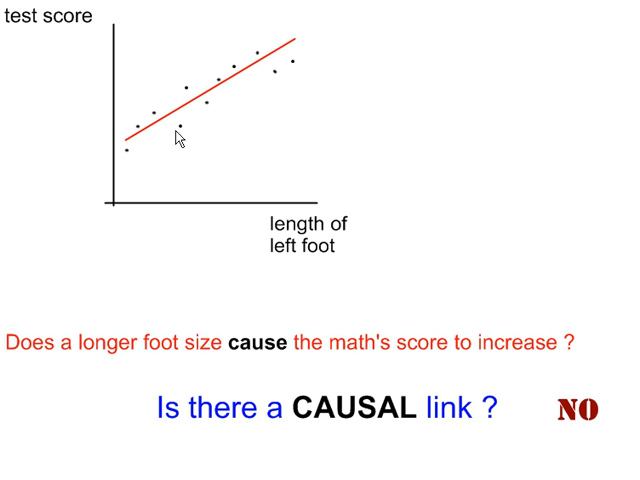 test score
length of
left foot
Does a longer foot size cause the math's score to increase ?
Is there a CAUSAL link ?
NO